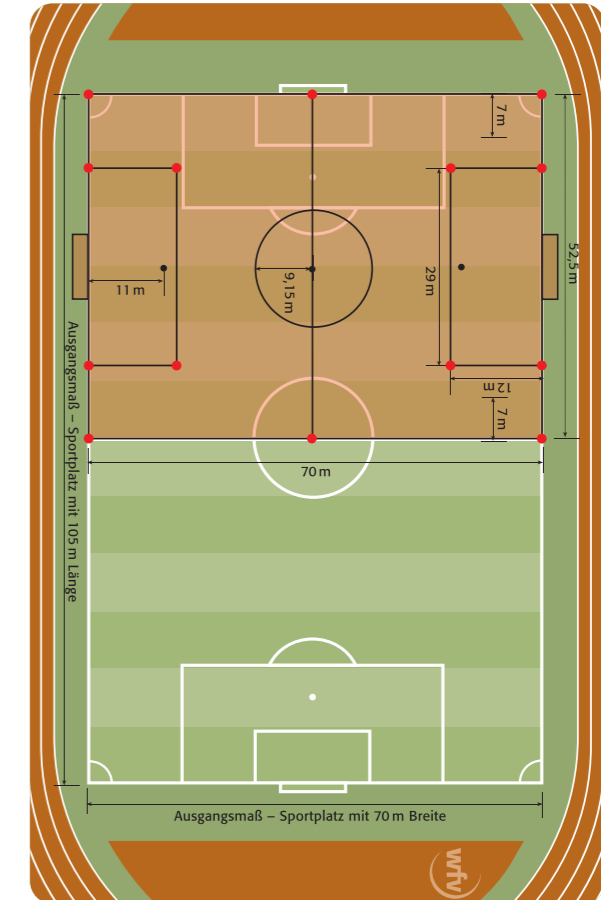 7 m
52,5 m
29 m
9,15 m
11 m
12 m
7 m
70 m
Ausgangsmaß – Sportplatz mit 105 m Länge
Ausgangsmaß – Sportplatz mit 70 m Breite
wfv